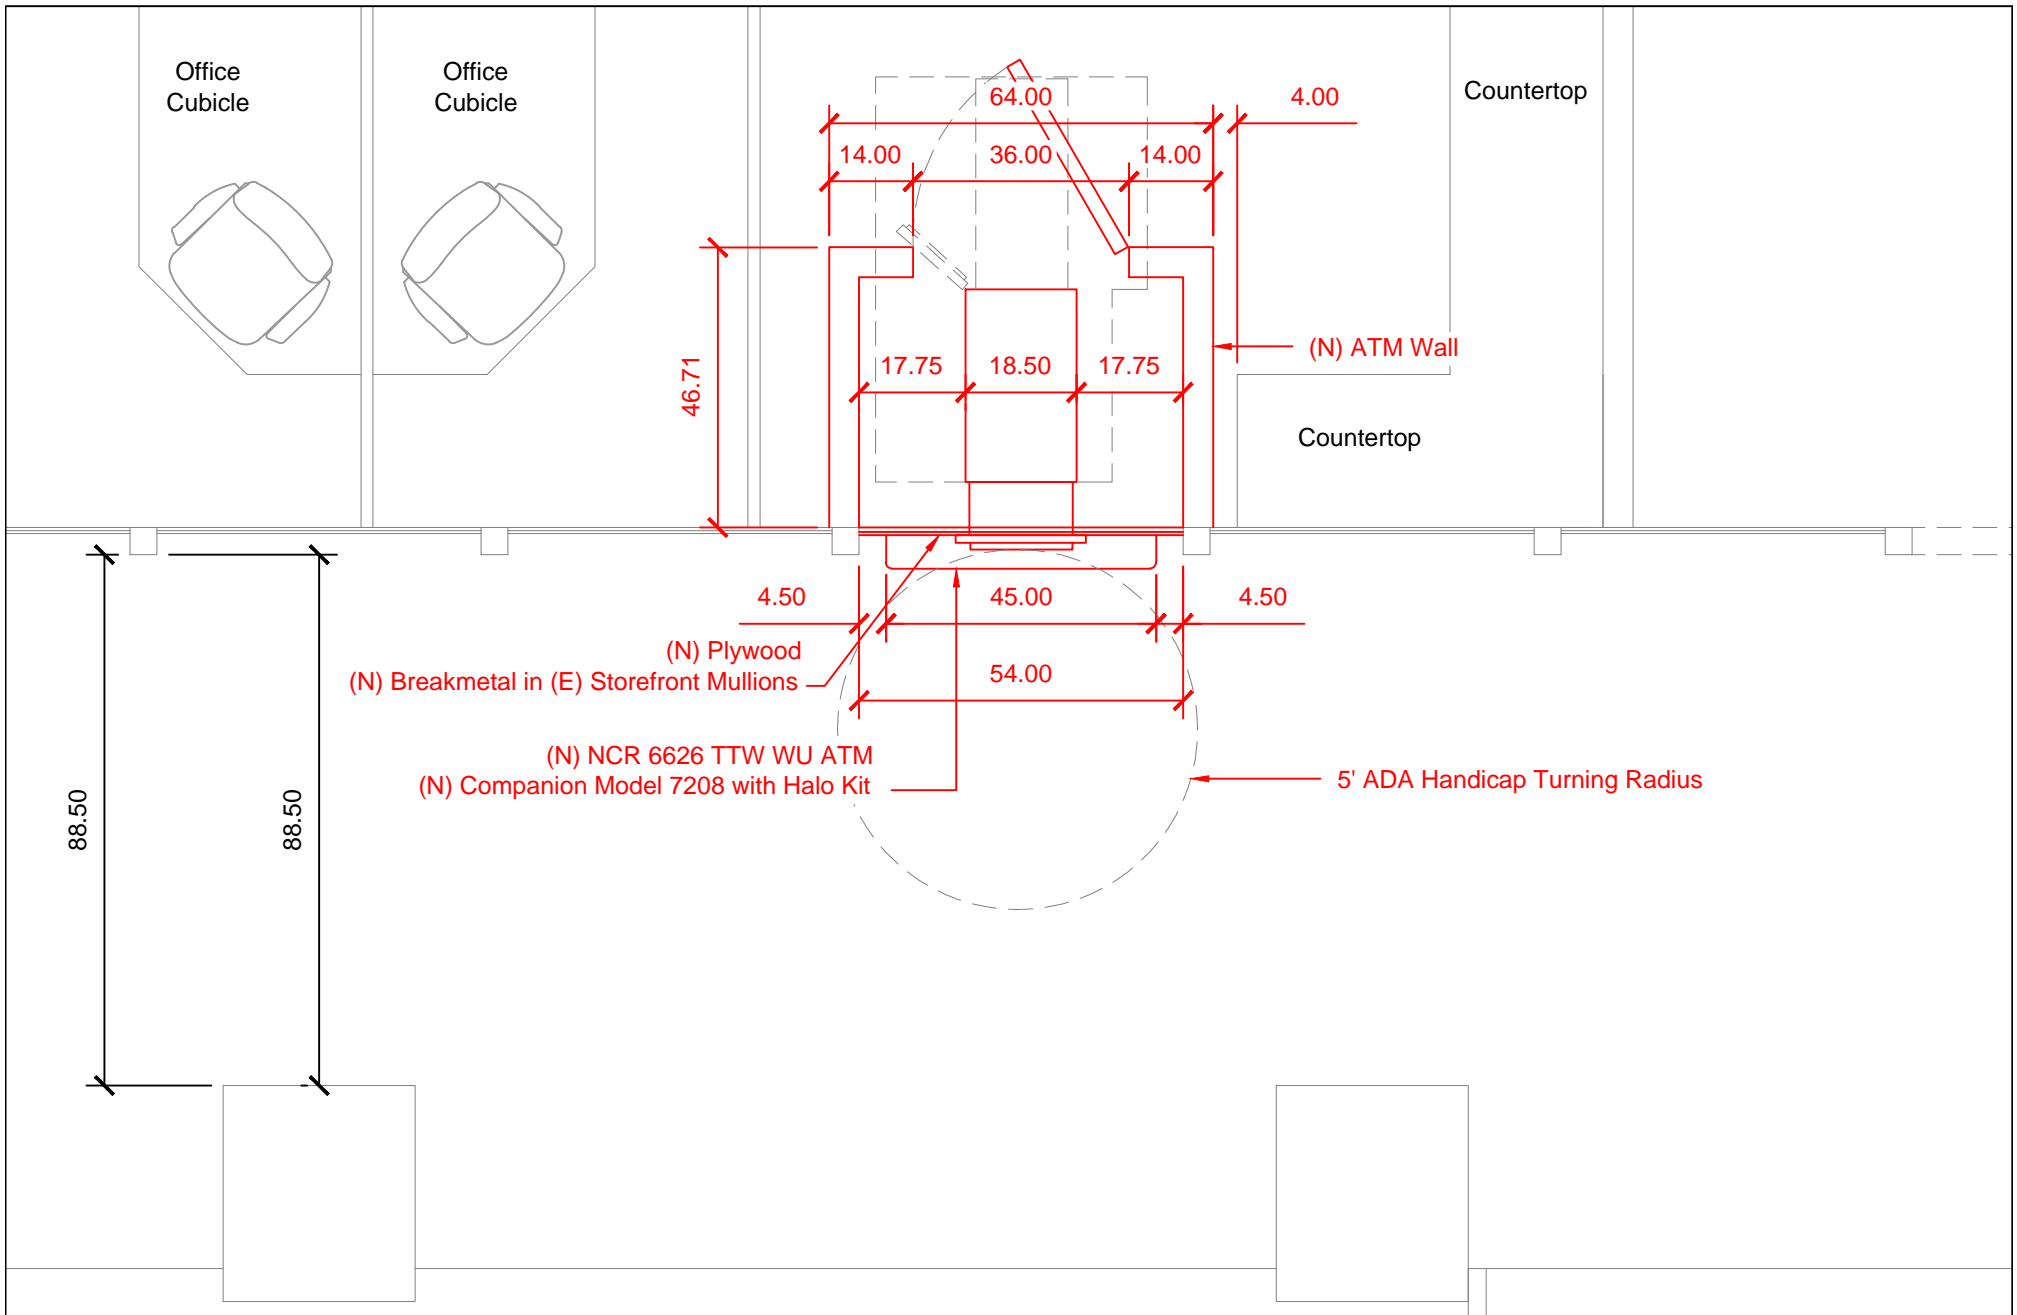 Office
Cubicle
Office
Cubicle
Countertop
64.00
4.00
14.00
36.00
14.00
(N) ATM Wall
17.75
18.50
17.75
46.71
Countertop
4.50
45.00
4.50
(N) Plywood
(N) Breakmetal in (E) Storefront Mullions
54.00
(N) NCR 6626 TTW WU ATM
(N) Companion Model 7208 with Halo Kit
5' ADA Handicap Turning Radius
88.50
88.50